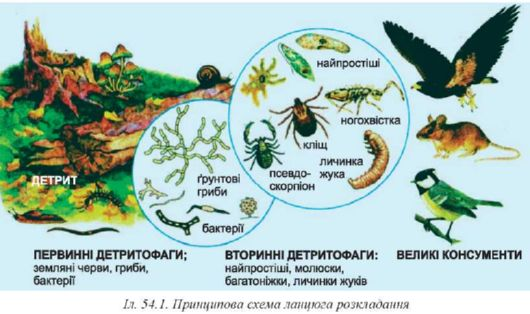 найпростіші
ногохвістка
кліщ
личинка
жука
псевдо-
скорпіон
ґрунтові
гриби
бактерії
ДЕТРИТ
ПЕРВИННІ ДЕТРИТОФАГИ;
земляні черви, гриби,
бактерії
ВТОРИННІ ДЕТРИТОФАГИ:
найпростіші, молюски,
багатоніжки, личинки жуків
ВЕЛИКІ КОНСУМЕНТИ
Іл. 54.1. Принципова схема ланцюга розкладання